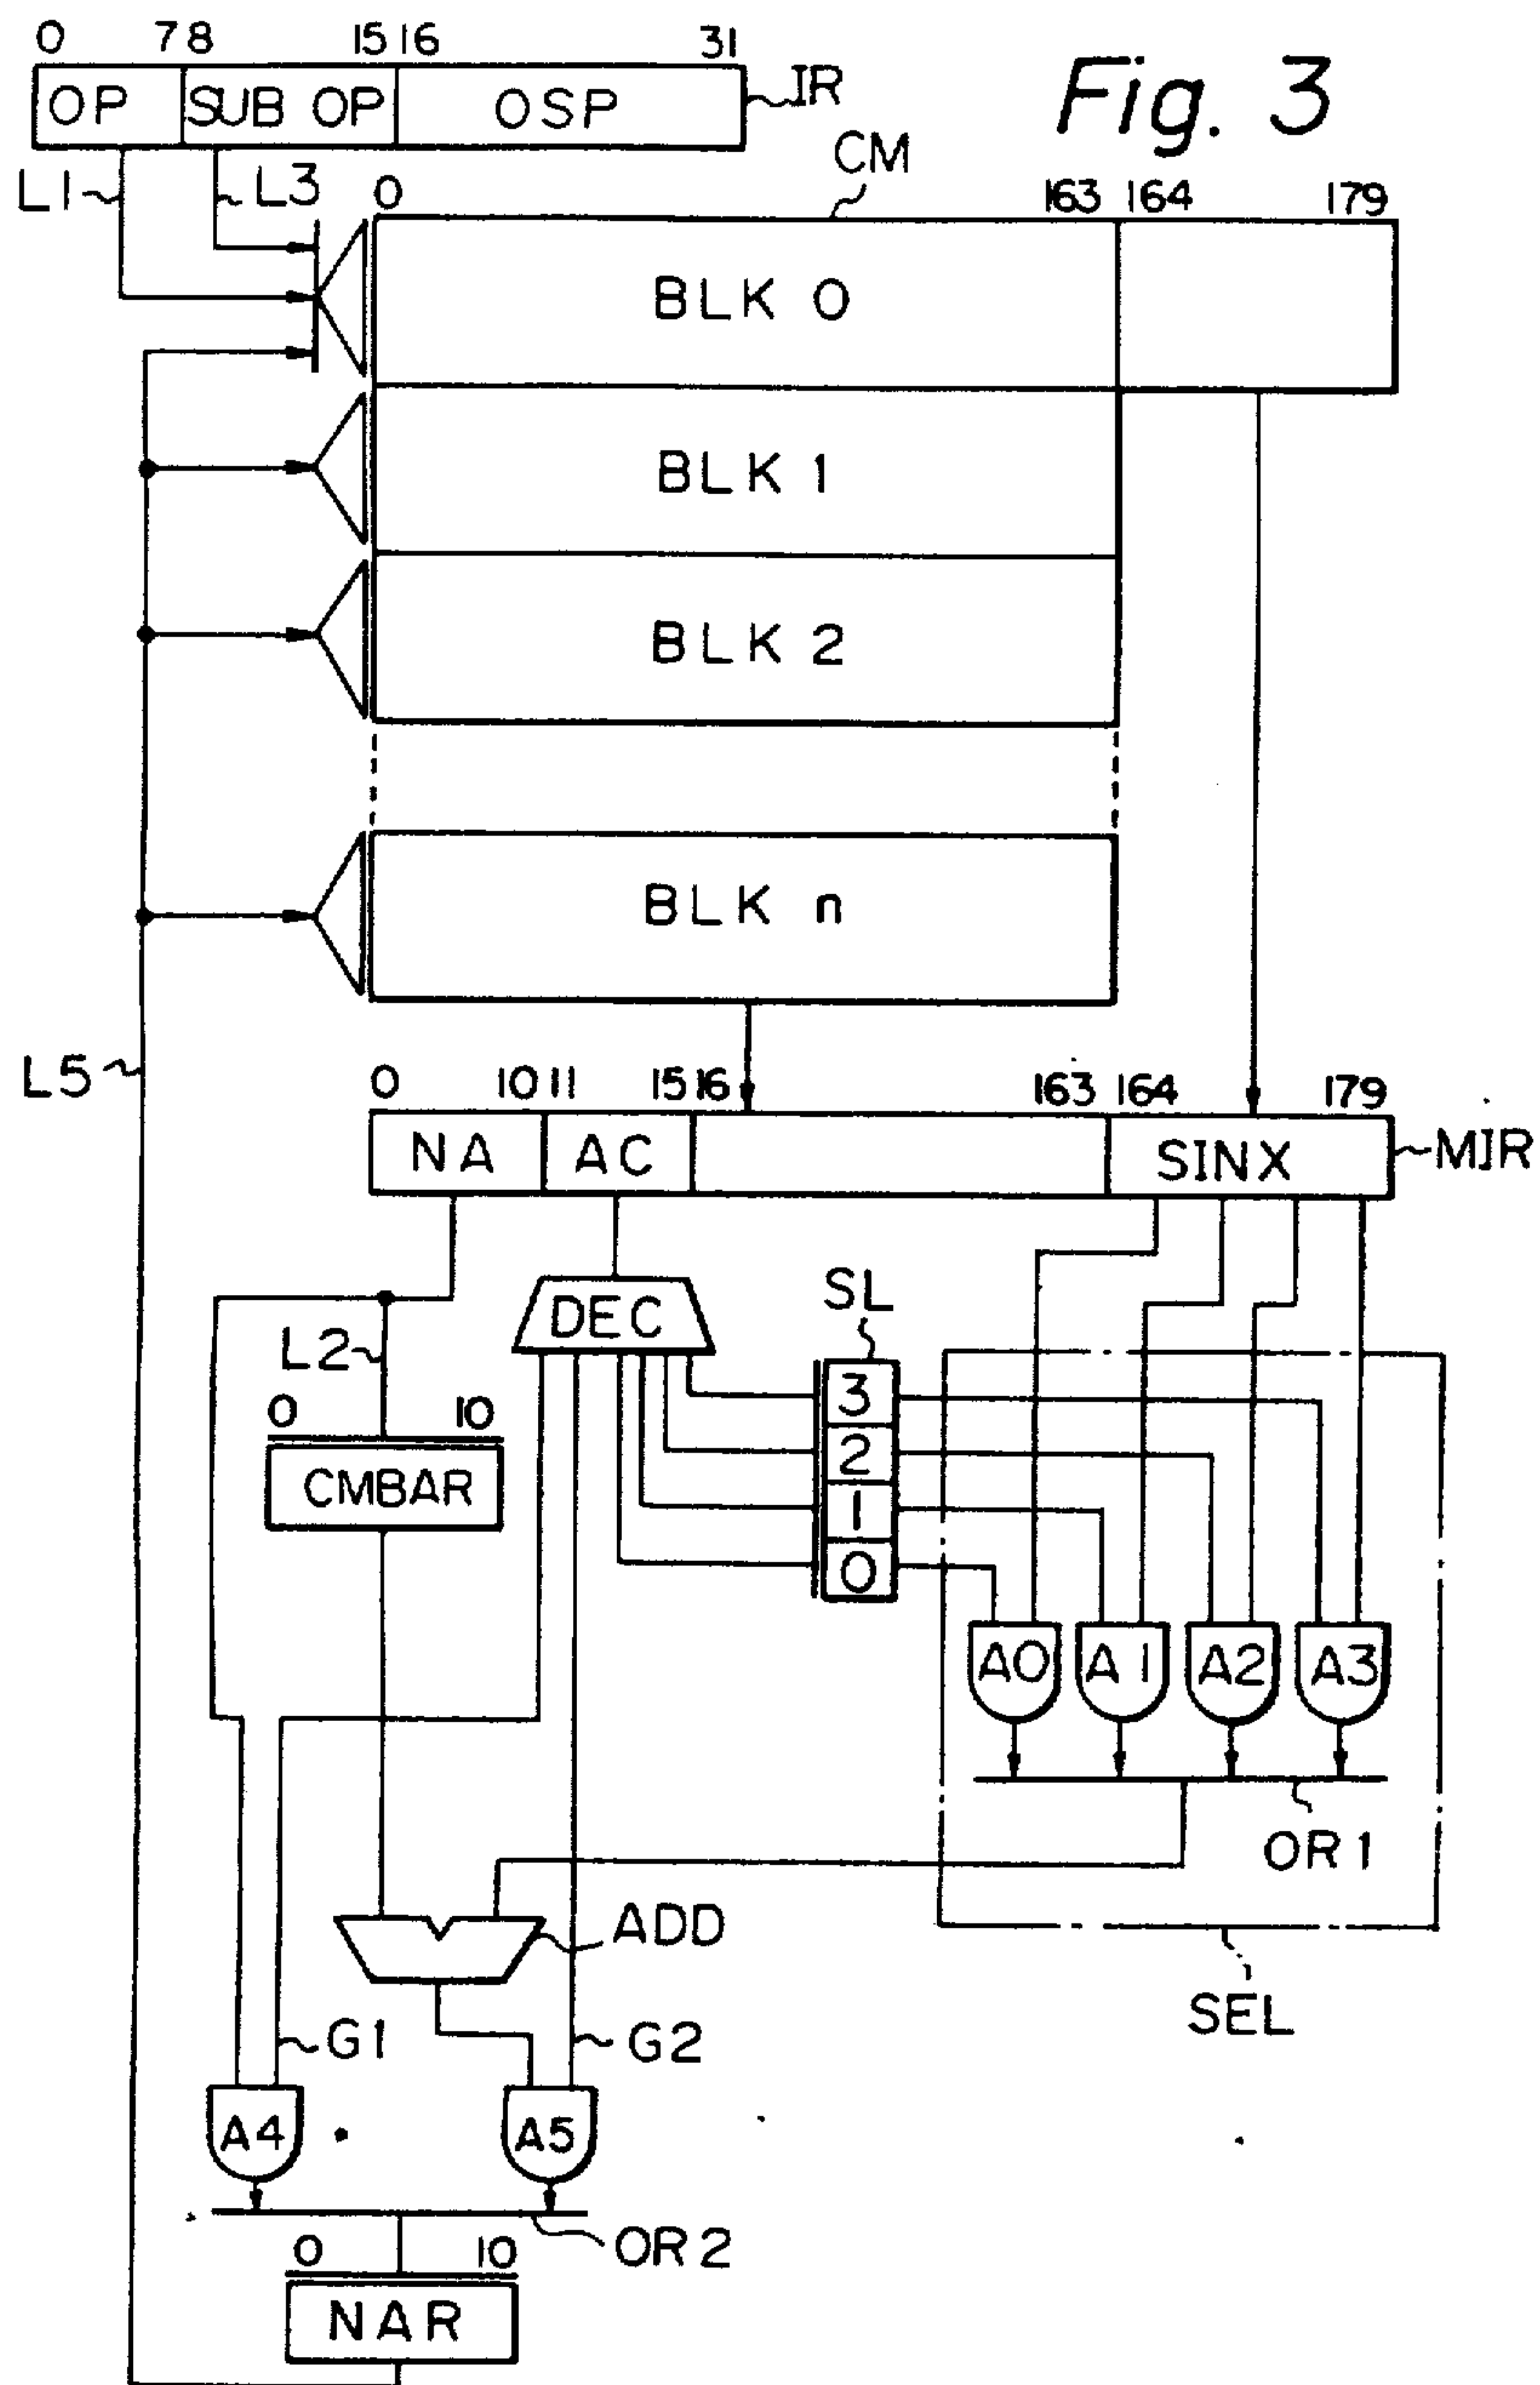 Fig. 3
0 7 8 15 16 31
OP SUB OP OSP IR
L1 L3 0 CM 163 164 179
BLK 0
BLK 1
BLK 2
BLK n
L5 0 10 11 15 16 163 164 179
NA AC SINX MIR
DEC SL
L2 3
0 10 2
CMBAR 1
0
A0 A1 A2 A3
OR1
ADD
SEL
G1 G2
A4 A5
OR2
0 10
NAR